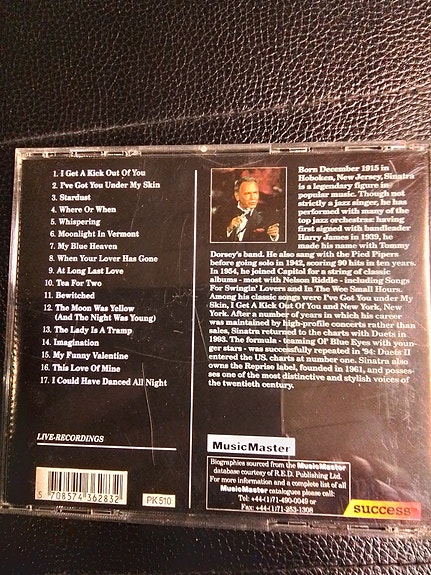 1. I Get A Kick Out Of You
2. I've Got You Under My Skin
3. Stardust
4. Where Or When
5. Whispering
6. Moonlight In Vermont
7. My Blue Heaven
8. When Your Lover Has Gone
9. At Long Last Love
10. Tea For Two
11. Bewitched
12. The Moon Was Yellow
(And The Night Was Young)
13. The Lady Is A Tramp
14. Imagination
15. My Funny Valentine
16. This Love Of Mine
17. I Could Have Danced All Night
LIVE-RECORDINGS
5 708574 362832
PK 510
Born December 1915 in
Hoboken, New Jersey, Sinatra
is a legendary figure in
popular music. Though not
strictly a jazz singer, he has
performed with many of the
top jazz orchestras: having
first signed with bandleader
Harry James in 1939, he
made his name with Tommy
Dorsey's band. He also sang with the Pied Pipers
before going solo in 1942, scoring 90 hits in ten years.
In 1954, he joined Capitol for a string of classic
albums - most with Nelson Riddle - including Songs
For Swingin' Lovers and In The Wee Small Hours.
Among his classic songs were I've Got You under My
Skin, I Get A Kick Out Of You and New York, New
York. After a number of years in which his career
was maintained by high-profile concerts rather than
sales, Sinatra returned to the charts with Duets in
1993. The formula - teaming Ol' Blue Eyes with youn-
ger stars - was successfully repeated in '94: Duets II
entered the US. charts at number one. Sinatra also
owns the Reprise label, founded in 1961, and posses-
ses one of the most distinctive and stylish voices of
the twentieth century.
MusicMaster
Biographies sourced from the MusicMaster
database courtesy of R.E.D. Publishing Ltd.
For more information and a complete list of all
MusicMaster catalogues please call:
Tel: +44-(1)71-490-0049 or
Fax: +44-(1)71-253-1308
success